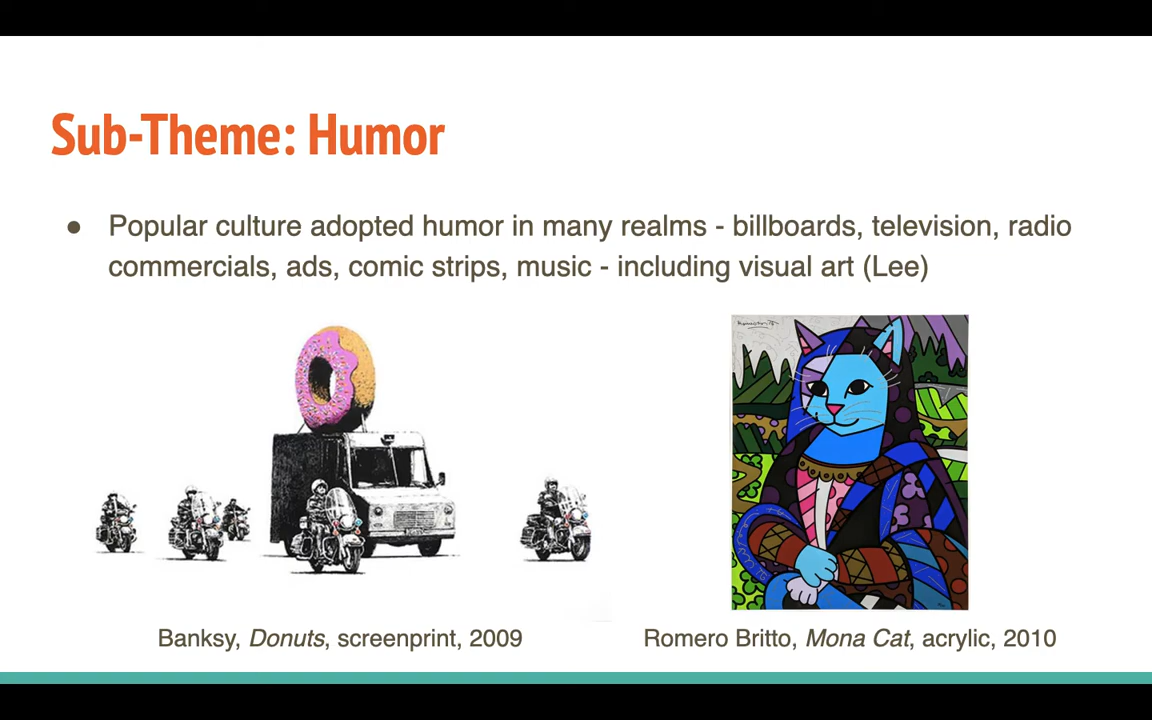 Sub-Theme: Humor
● Popular culture adopted humor in many realms - billboards, television, radio
commercials, ads, comic strips, music - including visual art (Lee)
Banksy, Donuts, screenprint, 2009
Romero Britto, Mona Cat, acrylic, 2010